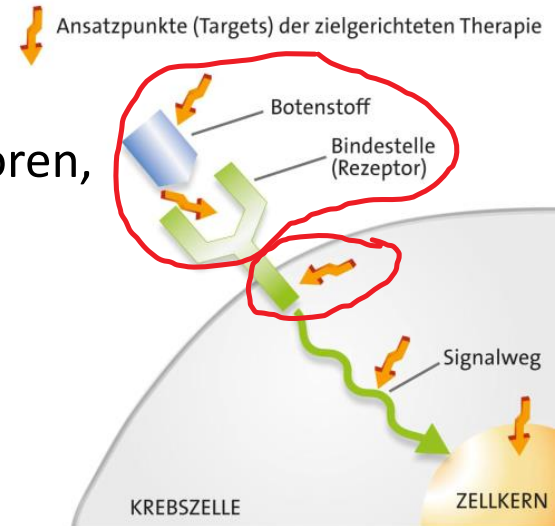 Ansatzpunkte (Targets) der zielgerichteten Therapie
Botenstoff
oren,
Bindestelle
(Rezeptor)
Signalweg
KREBSZELLE
ZELLKERN